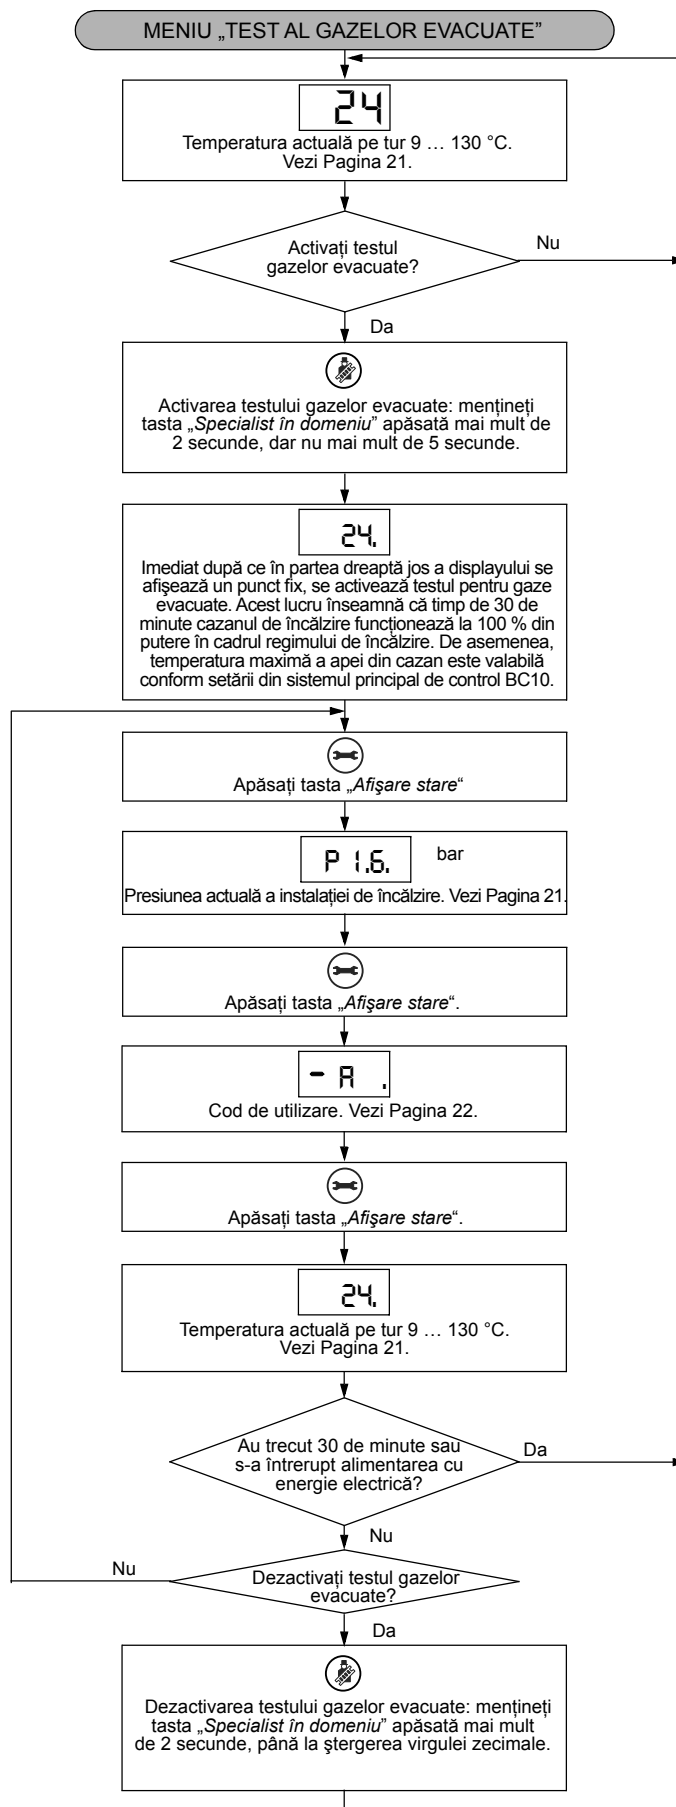 MENIU „TEST AL GAZELOR EVACUATE”
24
Temperatura actuală pe tur 9 … 130 °C.
Vezi Pagina 21.
Activați testul
gazelor evacuate?
Nu
Da
Activarea testului gazelor evacuate: mențineți
tasta „Specialist în domeniu” apăsată mai mult de
2 secunde, dar nu mai mult de 5 secunde.
24.
Imediat după ce în partea dreaptă jos a displayului se
afişează un punct fix, se activează testul pentru gaze
evacuate. Acest lucru înseamnă că timp de 30 de
minute cazanul de încălzire funcționează la 100 % din
putere în cadrul regimului de încălzire. De asemenea,
temperatura maximă a apei din cazan este valabilă
conform setării din sistemul principal de control BC10.
Apăsați tasta „Afişare stare“
P 1.6. bar
Presiunea actuală a instalației de încălzire. Vezi Pagina 21.
Apăsați tasta „Afişare stare“.
- A .
Cod de utilizare. Vezi Pagina 22.
Apăsați tasta „Afişare stare“.
24.
Temperatura actuală pe tur 9 … 130 °C.
Vezi Pagina 21.
Au trecut 30 de minute sau
s-a întrerupt alimentarea cu
energie electrică?
Da
Nu
Nu
Dezactivați testul gazelor
evacuate?
Da
Dezactivarea testului gazelor evacuate: mențineți
tasta „Specialist în domeniu” apăsată mai mult
de 2 secunde, până la ştergerea virgulei zecimale.